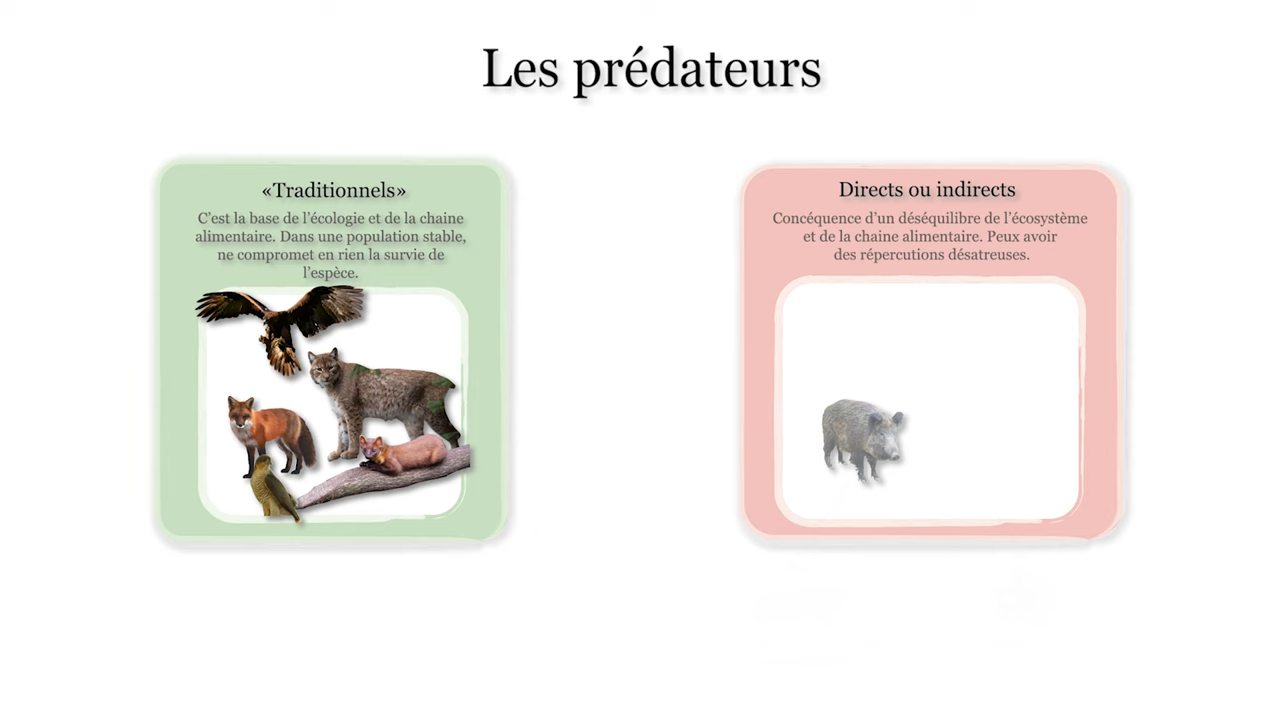 Les prédateurs
«Traditionnels»
C'est la base de l'écologie et de la chaine
alimentaire. Dans une population stable,
ne compromet en rien la survie de
l'espèce.
Directs ou indirects
Concéquence d'un déséquilibre de l'écosystème
et de la chaine alimentaire. Peux avoir
des répercutions désatreuses.